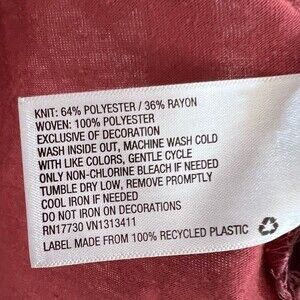 KNIT: 64% POLYESTER / 36% RAYON
WOVEN: 100% POLYESTER
EXCLUSIVE OF DECORATION
WASH INSIDE OUT, MACHINE WASH COLD
WITH LIKE COLORS, GENTLE CYCLE
ONLY NON-CHLORINE BLEACH IF NEEDED
TUMBLE DRY LOW, REMOVE PROMPTLY
COOL IRON IF NEEDED
DO NOT IRON ON DECORATIONS
RN17730 VN1313411
LABEL MADE FROM 100% RECYCLED PLASTIC